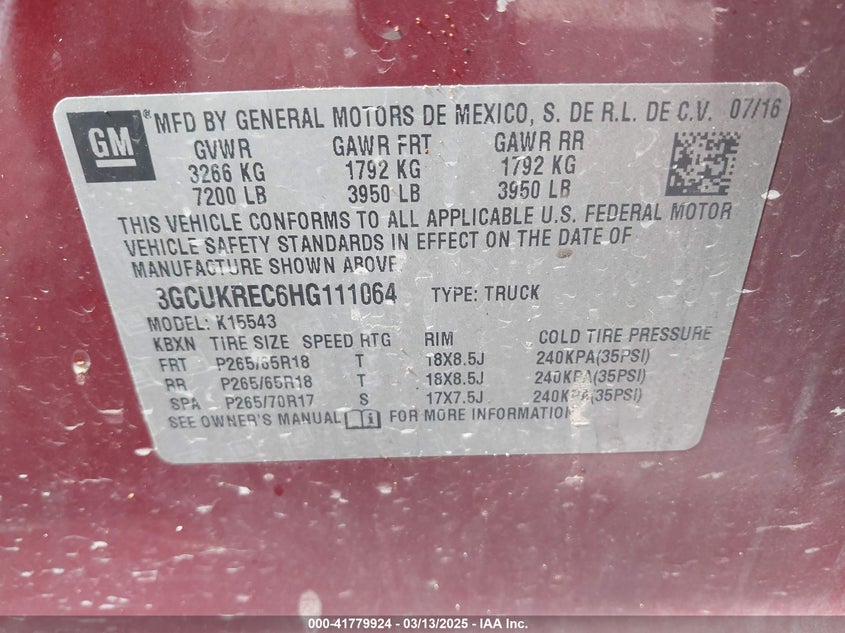 GM
® MFD BY GENERAL MOTORS DE MEXICO, S. DE R.L. DE C.V. 07/16
GVWR GAWR FRT GAWR RR
3266 KG 1792 KG 1792 KG
7200 LB 3950 LB 3950 LB
THIS VEHICLE CONFORMS TO ALL APPLICABLE U.S. FEDERAL MOTOR
VEHICLE SAFETY STANDARDS IN EFFECT ON THE DATE OF
MANUFACTURE SHOWN ABOVE.
3GCUKREC6HG111064 TYPE: TRUCK
MODEL: K15543
KBXN TIRE SIZE SPEED RTG RIM COLD TIRE PRESSURE
FRT P265/65R18 T 18X8.5J 240KPA(35PSI)
RR P265/65R18 T 18X8.5J 240KPA(35PSI)
SPA P265/70R17 S 17X7.5J 240KPA(35PSI)
SEE OWNER'S MANUAL FOR MORE INFORMATION
000-41779924 - 03/13/2025 - IAA Inc.